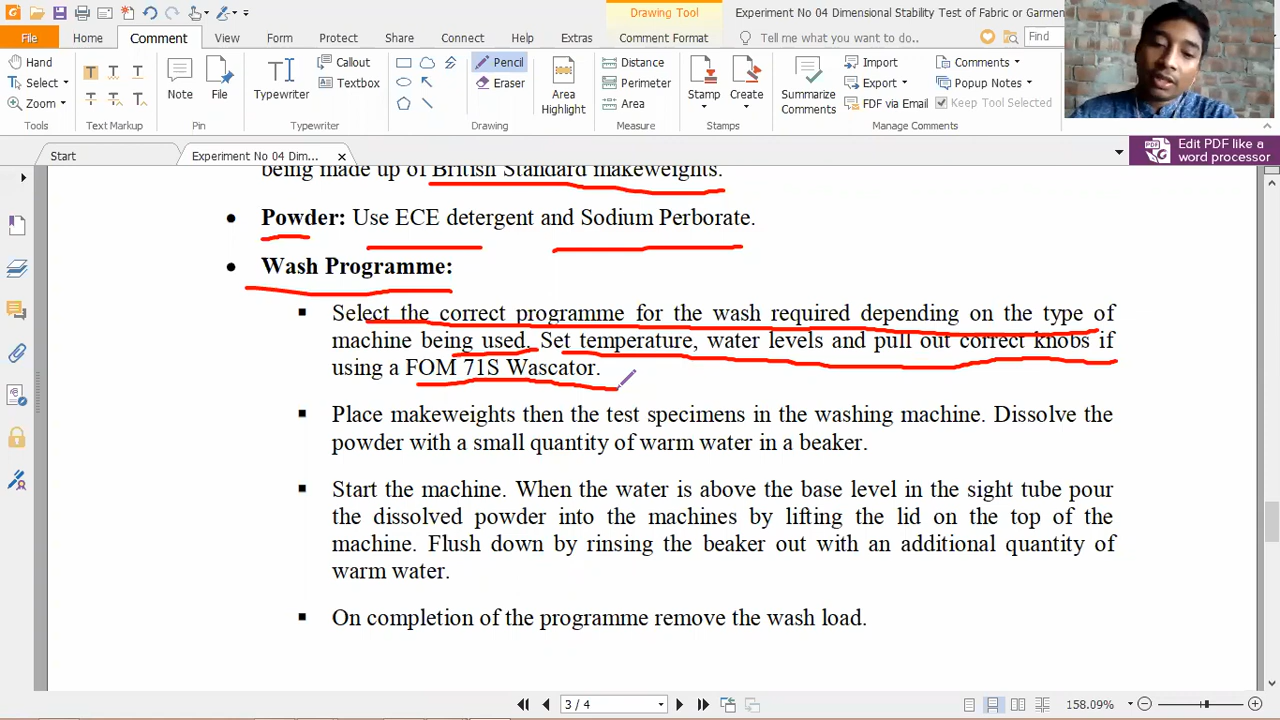 Drawing Tool
Experiment No 04 Dimensional Stability Test of Fabric or Garmen
File Home Comment View Form Protect Share Connect Help Extras Comment Format Tell me what you want to do... Find
Hand
Select
Zoom
Tools
Text Markup
Note
File
Pin
Typewriter
Callout
Textbox
Typewriter
Pencil
Eraser
Area Highlight
Drawing
Distance
Perimeter
Area
Measure
Stamp
Create
Stamps
Summarize Comments
Import
Export
FDF via Email
Comments
Popup Notes
Keep Tool Selected
Manage Comments
Start
Experiment No 04 Dim...
Edit PDF like a word processor
being made up of British Standard makeweights.
• Powder: Use ECE detergent and Sodium Perborate.
• Wash Programme:
▪ Select the correct programme for the wash required depending on the type of
machine being used. Set temperature, water levels and pull out correct knobs if
using a FOM 71S Wascator.
▪ Place makeweights then the test specimens in the washing machine. Dissolve the
powder with a small quantity of warm water in a beaker.
▪ Start the machine. When the water is above the base level in the sight tube pour
the dissolved powder into the machines by lifting the lid on the top of the
machine. Flush down by rinsing the beaker out with an additional quantity of
warm water.
▪ On completion of the programme remove the wash load.
3 / 4
158.09%